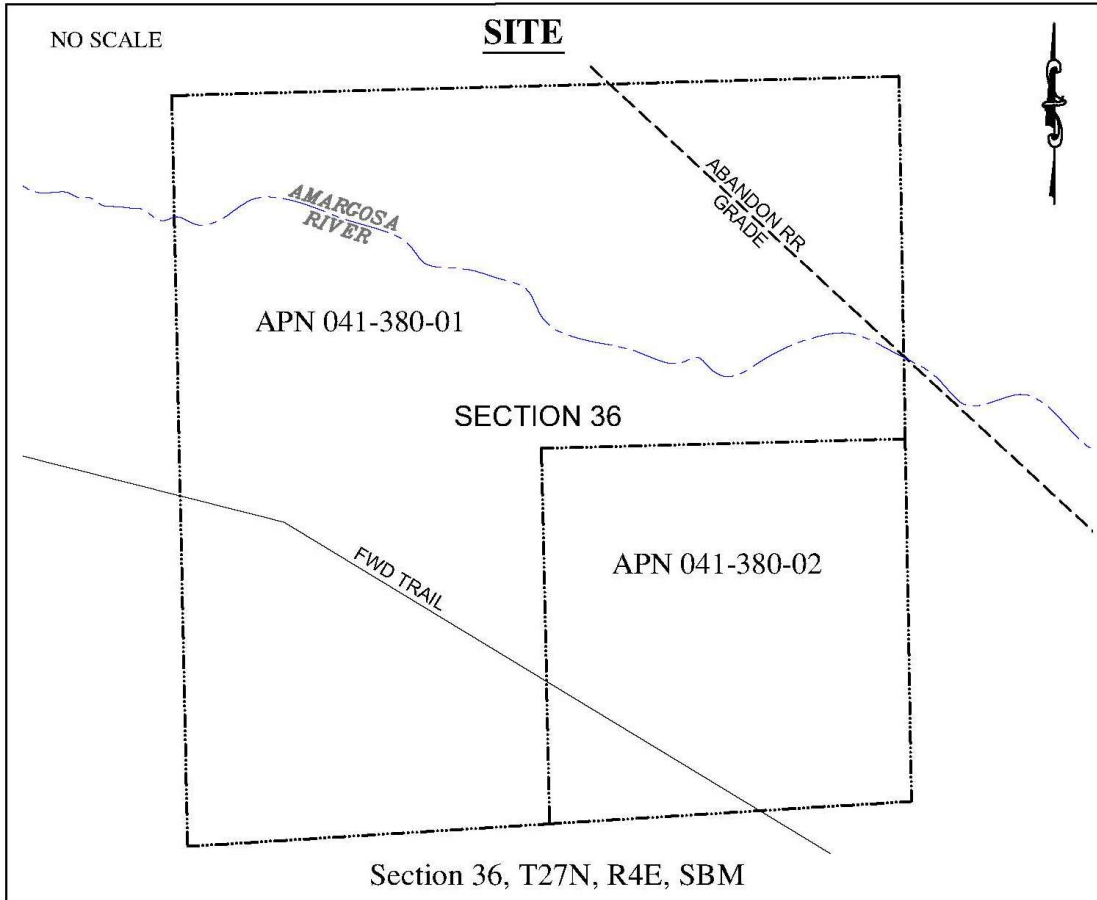 NO SCALE
SITE
ABANDON RR
GRADE
AMARGOSA
RIVER
APN 041-380-01
SECTION 36
FWD TRAIL
APN 041-380-02
Section 36, T27N, R4E, SBM